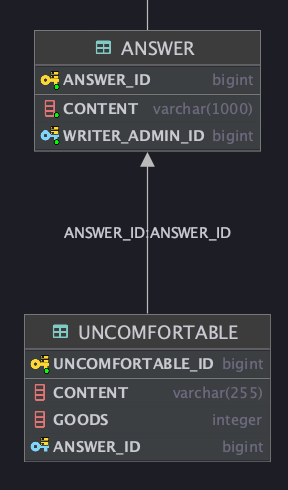 ANSWER
ANSWER_ID bigint
CONTENT varchar(1000)
WRITER_ADMIN_ID bigint
ANSWER_ID:ANSWER_ID
UNCOMFORTABLE
UNCOMFORTABLE_ID bigint
CONTENT varchar(255)
GOODS integer
ANSWER_ID bigint